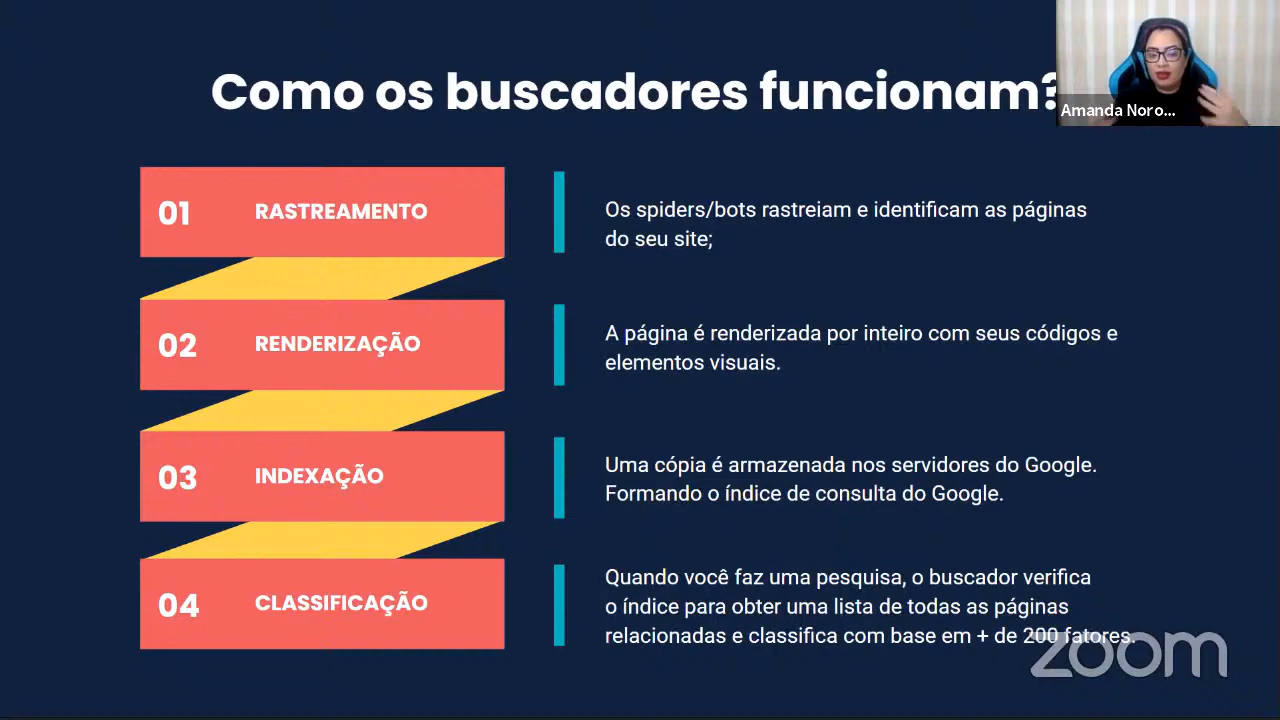 Como os buscadores funcionam?
Amanda Noro...
01 RASTREAMENTO
Os spiders/bots rastreiam e identificam as páginas
do seu site;
02 RENDERIZAÇÃO
A página é renderizada por inteiro com seus códigos e
elementos visuais.
03 INDEXAÇÃO
Uma cópia é armazenada nos servidores do Google.
Formando o índice de consulta do Google.
04 CLASSIFICAÇÃO
Quando você faz uma pesquisa, o buscador verifica
o índice para obter uma lista de todas as páginas
relacionadas e classifica com base em + de 200 fatores.
zoom